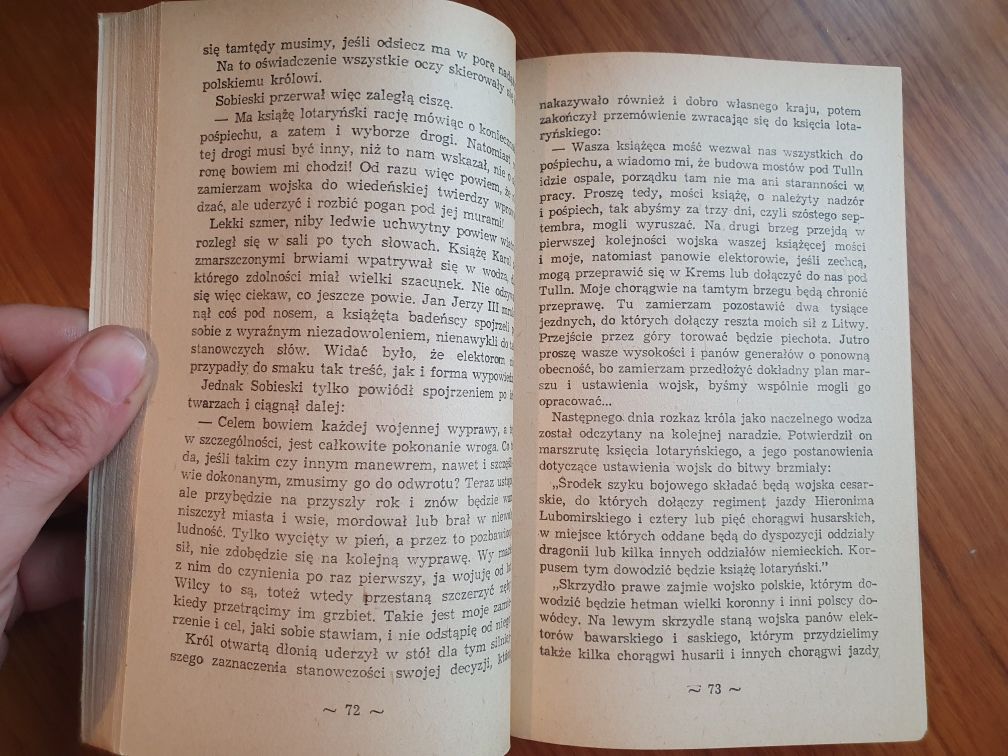 się tamtędy musimy, jeśli odsiecz ma w porę
Na to oświadczenie wszystkie oczy skierowały się
polskiemu królowi.
Sobieski przerwał więc zaległą ciszę.
— Ma książę lotaryński rację mówiąc o
pośpiechu, a zatem i wyborze drogi. Natomiast
tej drogi musi być inny, niż to nam wskazał, nie o
ronę bowiem mi chodzi! Od razu więc powiem, że
zamierzam wojska do wiedeńskiej twierdzy
dzać, ale uderzyć i rozbić pogan pod jej murami!
Lekki szmer, niby ledwie uchwytny powiew
rozległ się w sali po tych słowach. Książę Karol
zmarszczonymi brwiami wpatrywał się w wodza,
którego zdolności miał wielki szacunek. Nie
się więc ciekaw, co jeszcze powie. Jan Jerzy III
nął coś pod nosem, a książęta badeńscy spojrzeli
sobie z wyraźnym niezadowoleniem, nienawykli do
stanowczych słów. Widać było, że elektorom
przypadły do smaku tak treść, jak i forma
Jednak Sobieski tylko powiódł spojrzeniem po
twarzach i ciągnął dalej:
— Celem bowiem każdej wojennej wyprawy, a
w szczególności, jest całkowite pokonanie wroga. Co
da, jeśli takim czy innym manewrem, nawet i
wie dokonanym, zmusimy go do odwrotu? Teraz
ale przybędzie na przyszły rok i znów będzie
niszczył miasta i wsie, mordował lub brał w
ludność. Tylko wycięty w pień, a przez to
sił, nie zdobędzie się na kolejną wyprawę. Wy
z nim do czynienia po raz pierwszy, ja wojuję od
Wilcy to są, toteż wtedy przestaną szczerzyć
kiedy przetrącimy im grzbiet. Takie jest moje
rzenie i cel, jaki sobie stawiam, i nie odstąpię od
Król otwartą dłonią uderzył w stół dla tym
szego zaznaczenia stanowczości swojej decyzji,
~ 72 ~
nakazywało również i dobro własnego kraju, potem
zakończył przemówienie zwracając się do księcia lota-
ryńskiego:
— Wasza książęca mość wezwał nas wszystkich do
pośpiechu, a wiadomo mi, że budowa mostów pod Tulln
idzie ospale, porządku tam nie ma ani staranności w
pracy. Proszę tedy, mości książę, o należyty nadzór
i pośpiech, tak abyśmy za trzy dni, czyli szóstego sep-
tembra, mogli wyruszać. Na drugi brzeg przejdą w
pierwszej kolejności wojska waszej książęcej mości
i moje, natomiast panowie elektorowie, jeśli zechcą,
mogą przeprawić się w Krems lub dołączyć do nas pod
Tulln. Moje chorągwie na tamtym brzegu będą chronić
przeprawę. Tu zamierzam pozostawić dwa tysiące
jezdnych, do których dołączy reszta moich sił z Litwy.
Przejście przez góry torować będzie piechota. Jutro
proszę wasze wysokości i panów generałów o ponowną
obecność, bo zamierzam przedłożyć dokładny plan mar-
szu i ustawienia wojsk, byśmy wspólnie mogli go
opracować...
Następnego dnia rozkaz króla jako naczelnego wodza
został odczytany na kolejnej naradzie. Potwierdził on
marszrutę księcia lotaryńskiego, a jego postanowienia
dotyczące ustawienia wojsk do bitwy brzmiały:
„Środek szyku bojowego składać będą wojska cesar-
skie, do których dołączy regiment jazdy Hieronima
Lubomirskiego i cztery lub pięć chorągwi husarskich,
w miejsce których oddane będą do dyspozycji oddziały
dragonii lub kilka innych oddziałów niemieckich. Kor-
pusem tym dowodzić będzie książę lotaryński.”
„Skrzydło prawe zajmie wojsko polskie, którym do-
wodzić będzie hetman wielki koronny i inni polscy do-
wódcy. Na lewym skrzydle staną wojska panów elek-
torów bawarskiego i saskiego, którym przydzielimy
także kilka chorągwi husarii i innych chorągwi jazdy
~ 73 ~